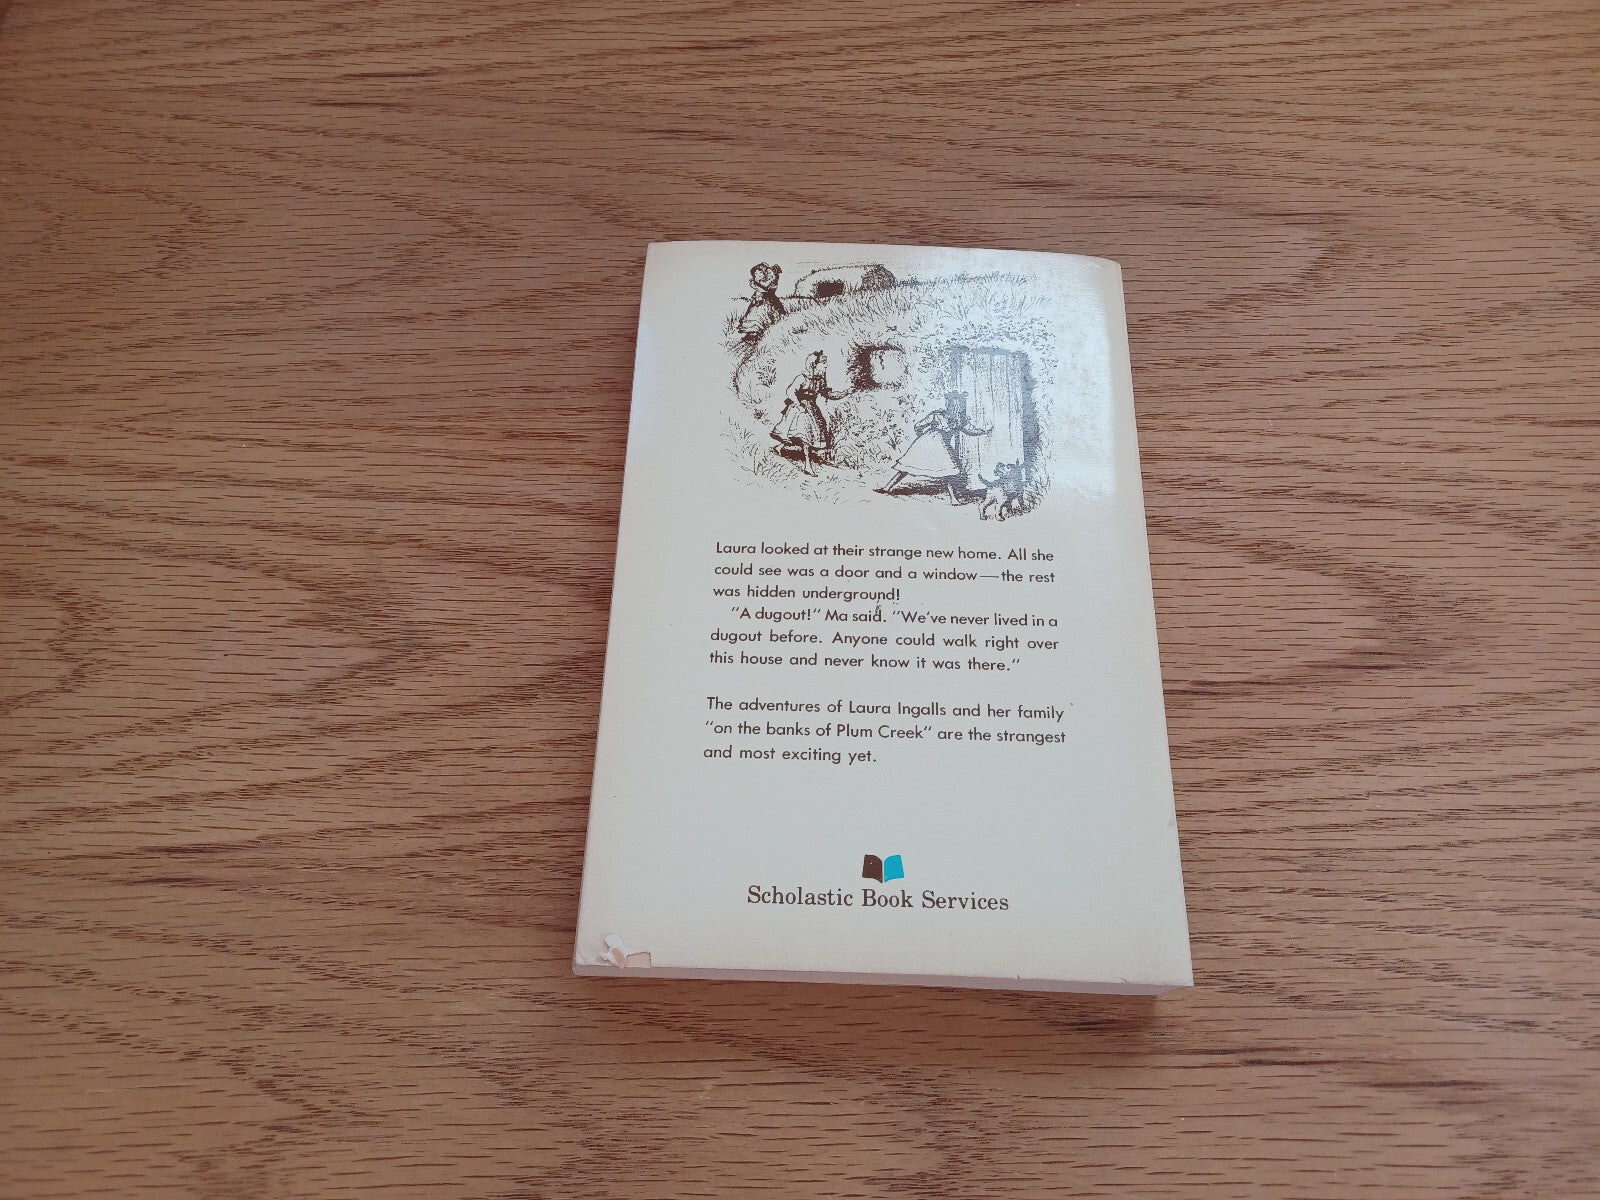 Laura looked at their strange new home. All she
could see was a door and a window—the rest
was hidden underground!
"A dugout!" Ma said. "We've never lived in a
dugout before. Anyone could walk right over
this house and never know it was there."
The adventures of Laura Ingalls and her family
"on the banks of Plum Creek" are the strangest
and most exciting yet.
Scholastic Book Services